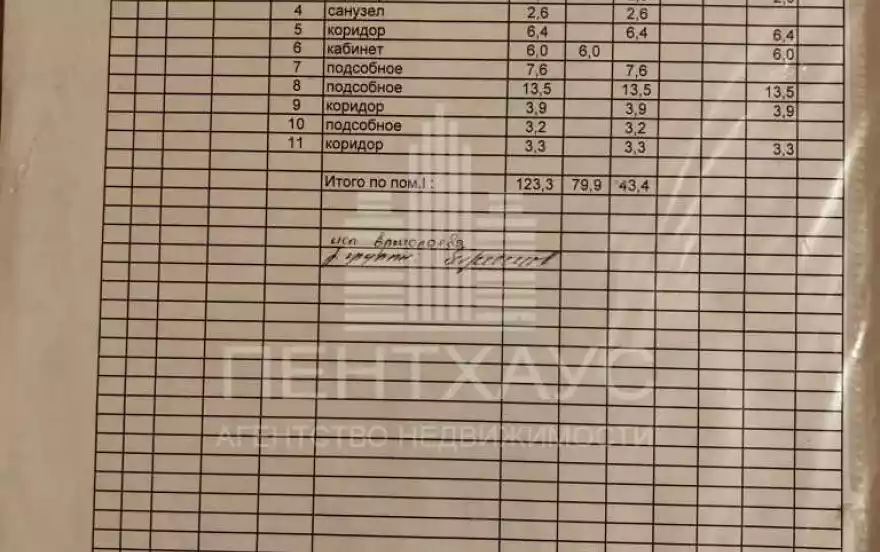 4 санузел 2,6 2,6
5 коридор 6,4 6,4 6,4
6 кабинет 6,0 6,0 6,0
7 подсобное 7,6 7,6
8 подсобное 13,5 13,5 13,5
9 коридор 3,9 3,9 3,9
10 подсобное 3,2 3,2
11 коридор 3,3 3,3 3,3
Итого по пом.I : 123,3 79,9 43,4
исп
ПЕНТХАУС
АГЕНТСТВО НЕДВИЖИМОСТИ